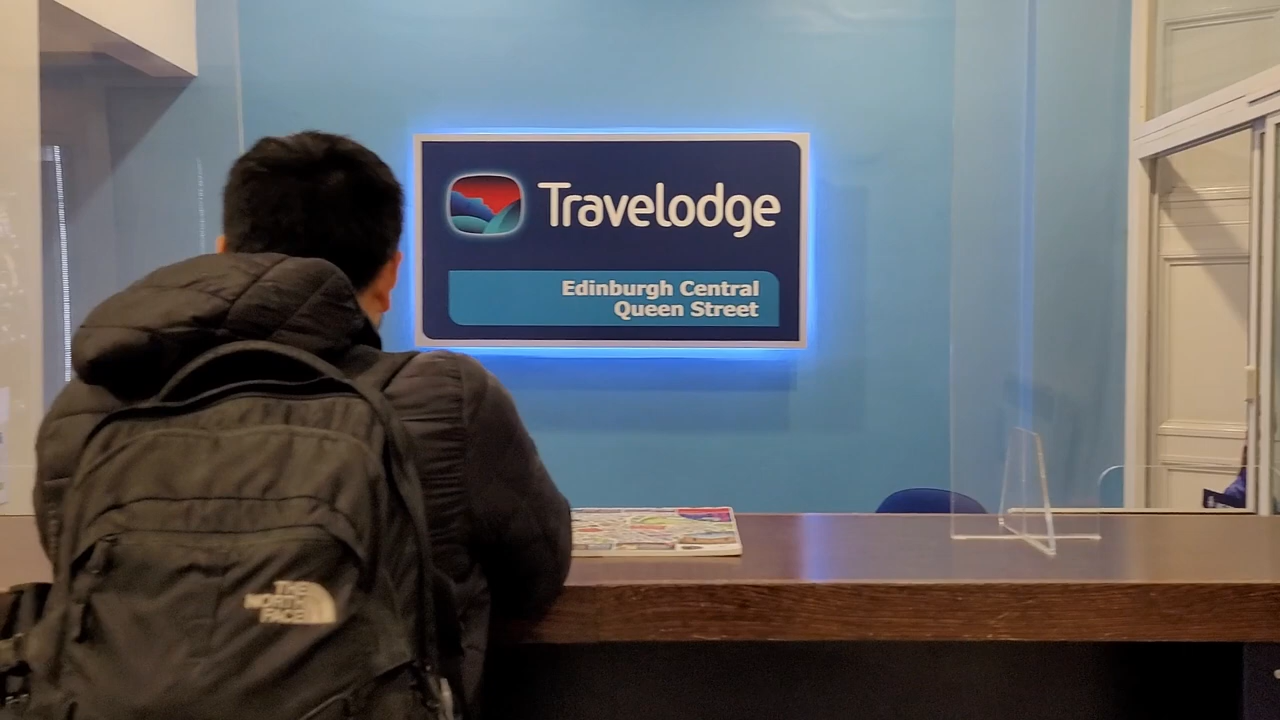 Travelodge
Edinburgh Central
Queen Street
THE
NORTH
FACE